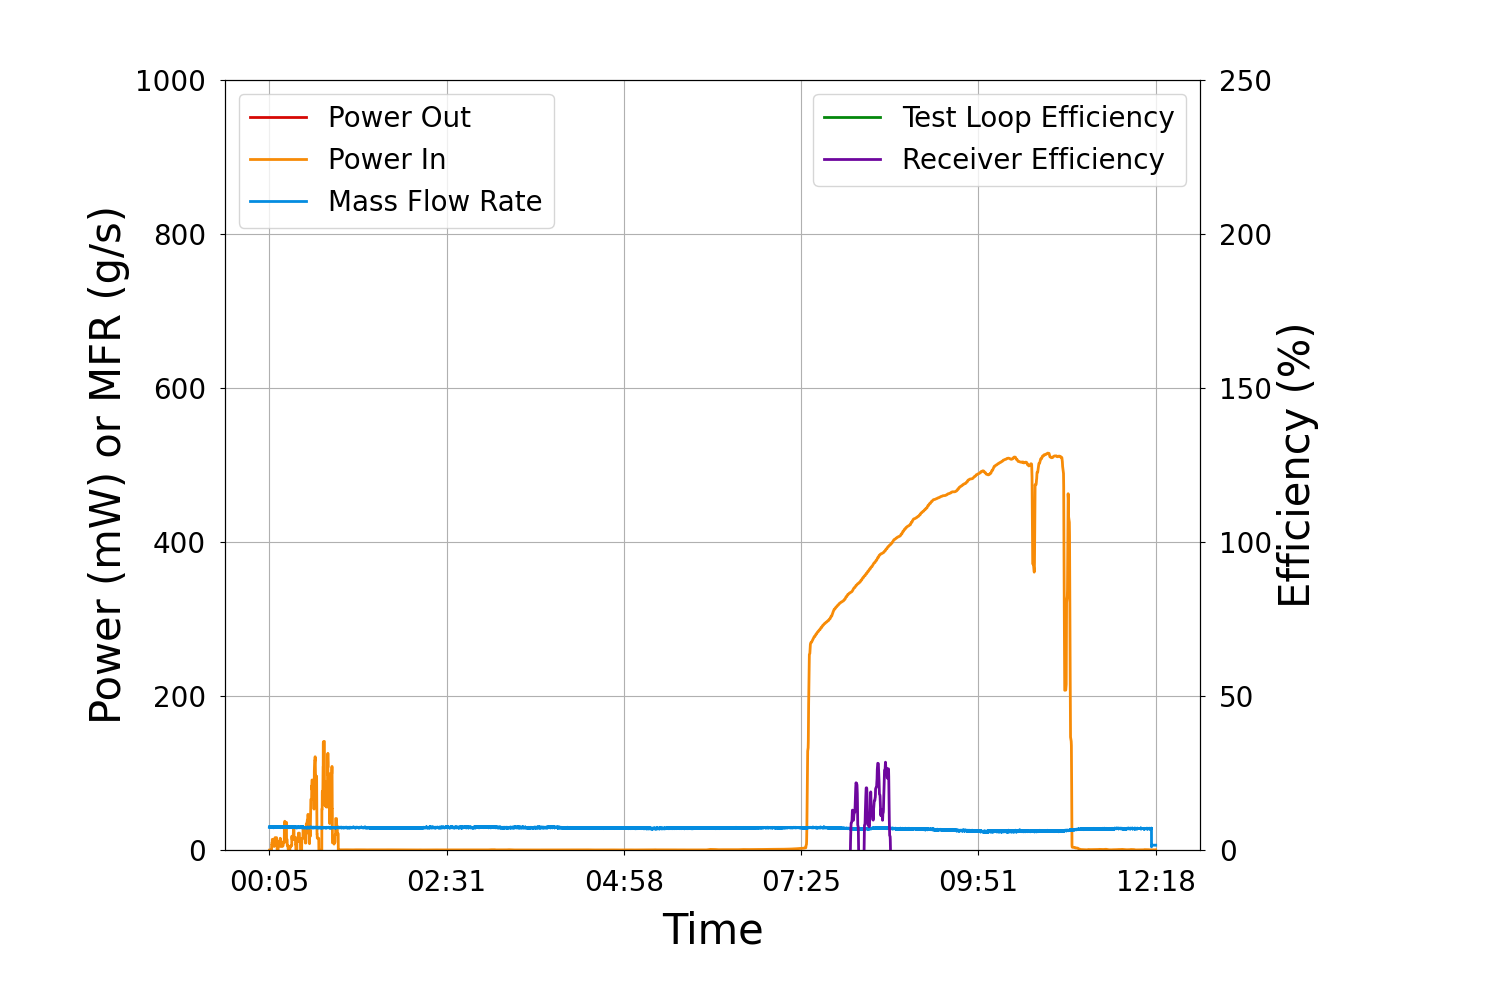 Power (mW) or MFR (g/s)
1000
800
600
400
200
0
Power Out
Power In
Mass Flow Rate
Test Loop Efficiency
Receiver Efficiency
250
200
150
100
50
0
Efficiency (%)
00:05 02:31 04:58 07:25 09:51 12:18
Time